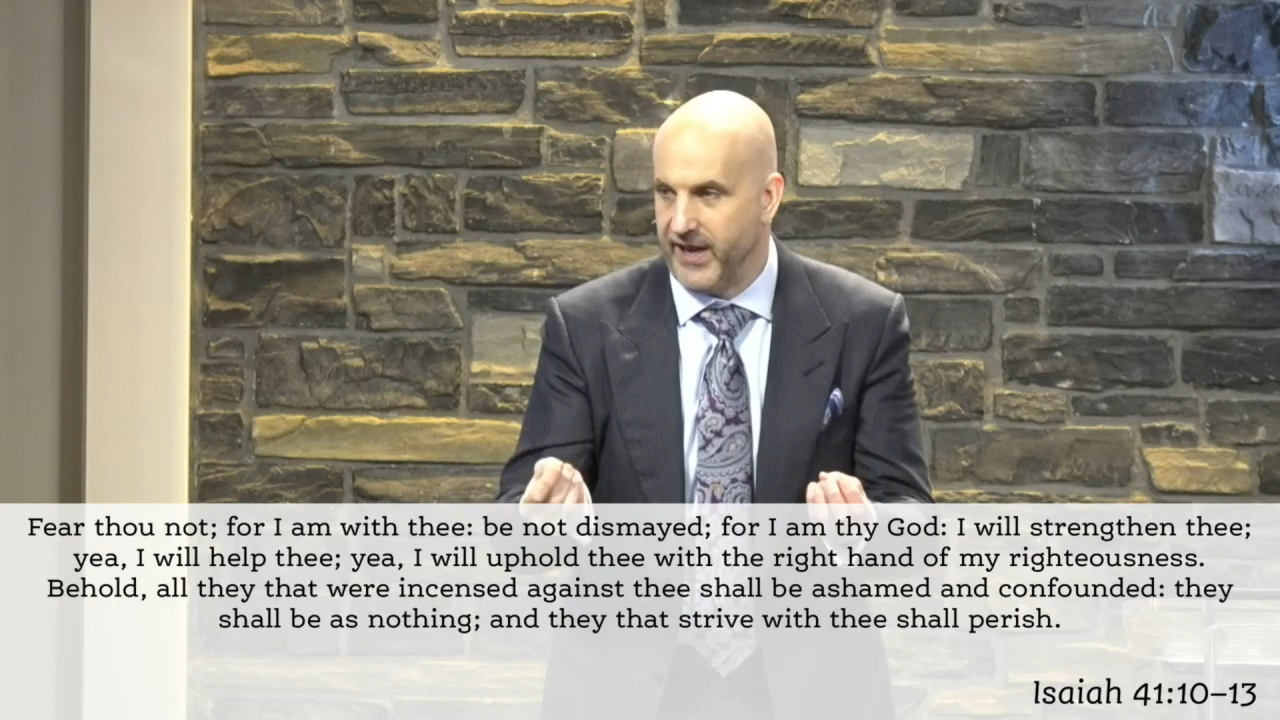 Fear thou not; for I am with thee: be not dismayed; for I am thy God: I will strengthen thee;
yea, I will help thee; yea, I will uphold thee with the right hand of my righteousness.
Behold, all they that were incensed against thee shall be ashamed and confounded: they
shall be as nothing; and they that strive with thee shall perish.
Isaiah 41:10–13